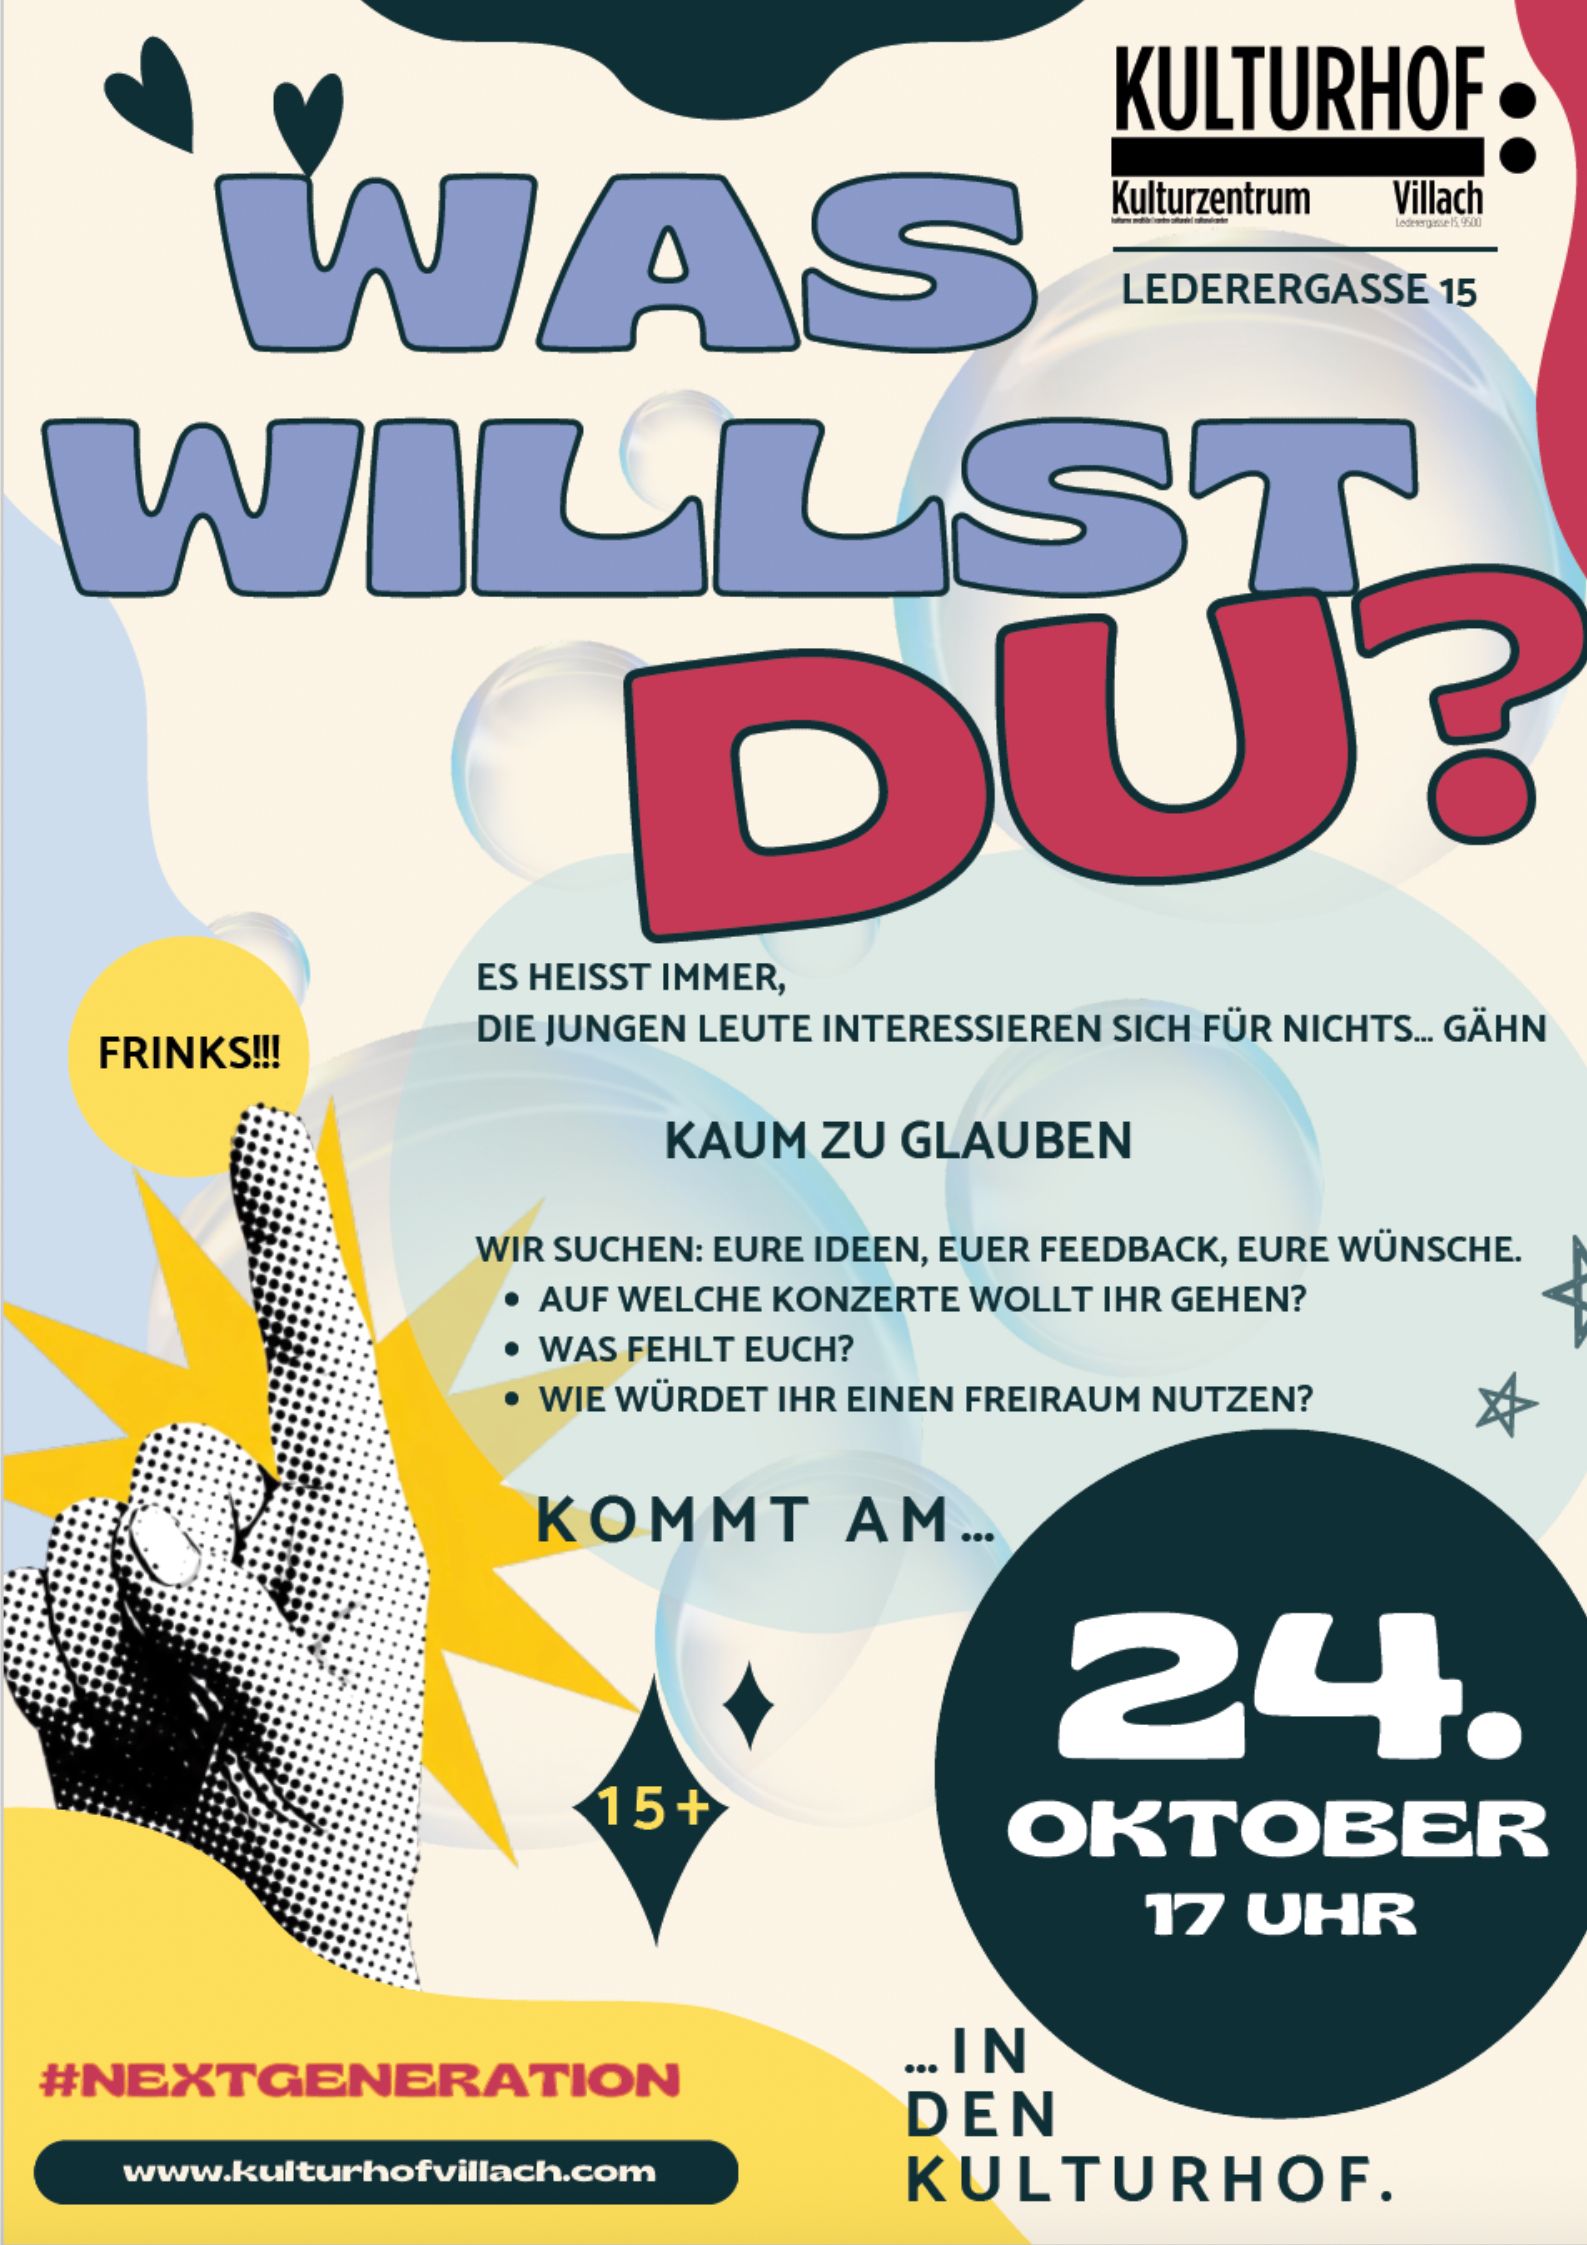 KULTURHOF:
Kulturzentrum Villach
Lederergasse 15, 9500
LEDERERGASSE 15
WAS
WILLST
DU?
ES HEISST IMMER,
DIE JUNGEN LEUTE INTERESSIEREN SICH FÜR NICHTS... GÄHN
FRINKS!!!
KAUM ZU GLAUBEN
WIR SUCHEN: EURE IDEEN, EUER FEEDBACK, EURE WÜNSCHE.
• AUF WELCHE KONZERTE WOLLT IHR GEHEN?
• WAS FEHLT EUCH?
• WIE WÜRDET IHR EINEN FREIRAUM NUTZEN?
KOMMT AM...
24.
OKTOBER
17 UHR
15+
...IN
DEN
KULTURHOF.
#NEXTGENERATION
www.kulturhofvillach.com